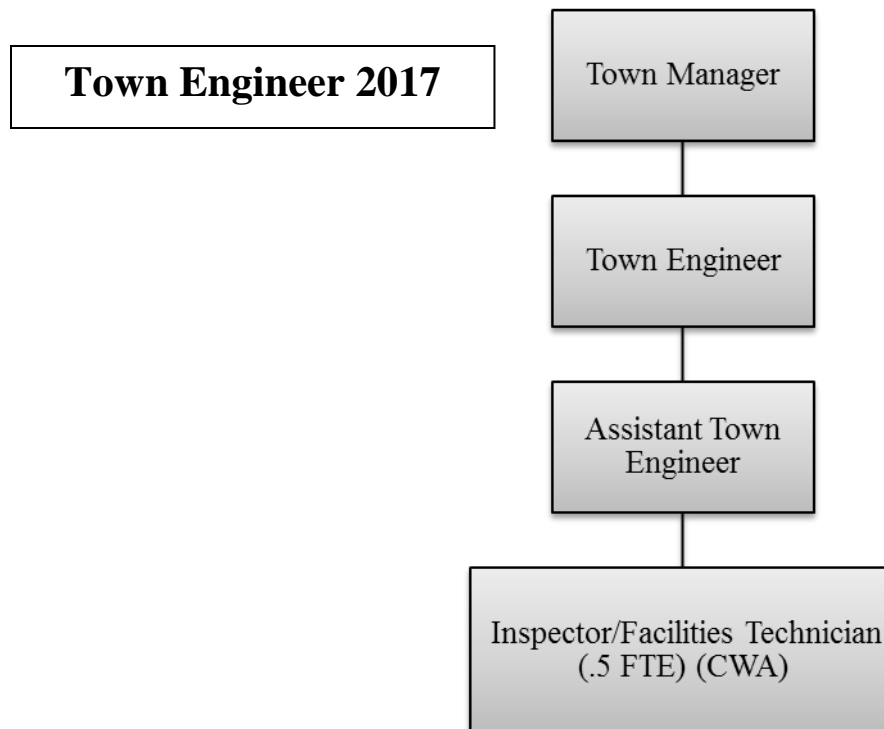 Town Engineer 2017
Town Manager
Town Engineer
Assistant Town
Engineer
Inspector/Facilities Technician
(.5 FTE) (CWA)